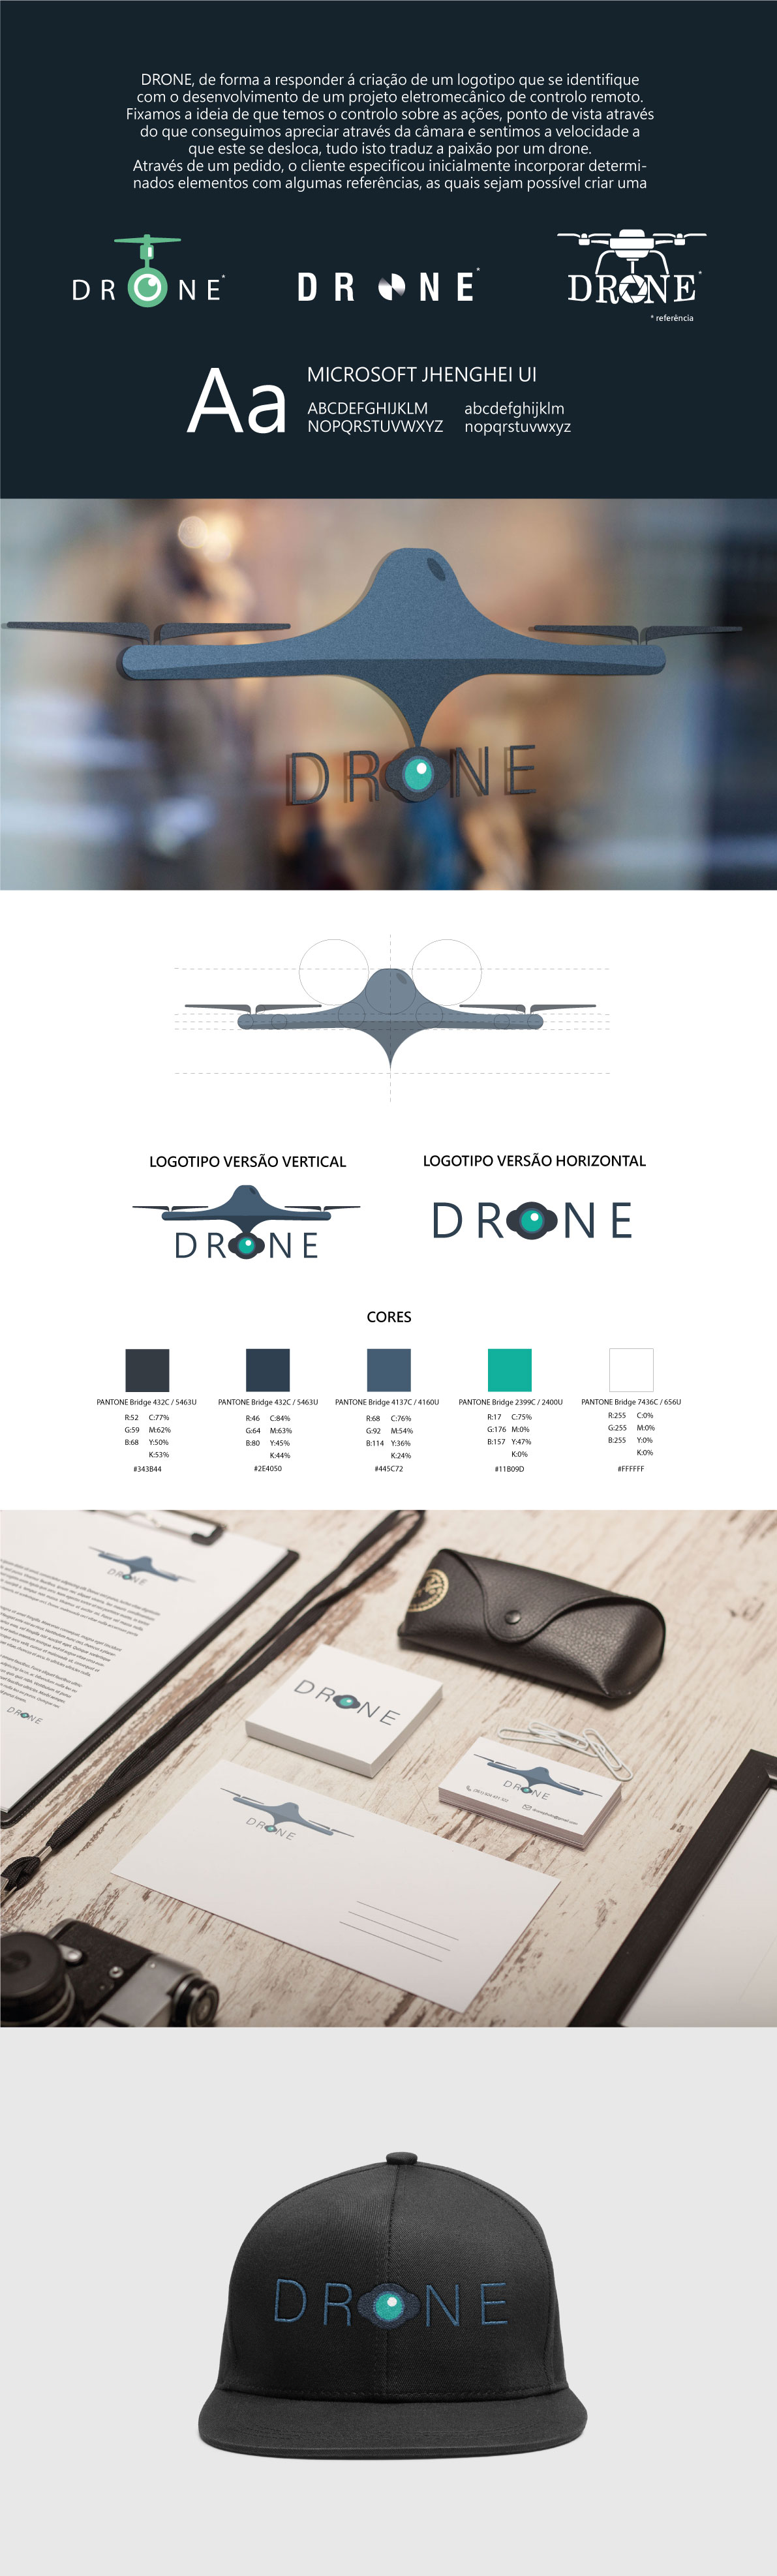 DRONE, de forma a responder á criação de um logotipo que se identifique
com o desenvolvimento de um projeto eletromecânico de controlo remoto.
Fixamos a ideia de que temos o controlo sobre as ações, ponto de vista através
do que conseguimos apreciar através da câmara e sentimos a velocidade a
que este se desloca, tudo isto traduz a paixão por um drone.
Através de um pedido, o cliente especificou inicialmente incorporar determi-
nados elementos com algumas referências, as quais sejam possível criar uma
DRONE*
DRONE*
DRONE*
* referência
Aa
MICROSOFT JHENGHEI UI
ABCDEFGHIJKLM
NOPQRSTUVWXYZ
abcdefghijklm
nopqrstuvwxyz
DRONE
LOGOTIPO VERSÃO VERTICAL
DRONE
LOGOTIPO VERSÃO HORIZONTAL
DRONE
CORES
PANTONE Bridge 432C / 5463U
R:52 C:77%
G:59 M:62%
B:68 Y:50%
K:53%
#343B44
PANTONE Bridge 432C / 5463U
R:46 C:84%
G:64 M:63%
B:80 Y:45%
K:44%
#2E4050
PANTONE Bridge 4137C / 4160U
R:68 C:76%
G:92 M:54%
B:114 Y:36%
K:24%
#445C72
PANTONE Bridge 2399C / 2400U
R:17 C:75%
G:176 M:0%
B:157 Y:47%
K:0%
#11B09D
PANTONE Bridge 7436C / 656U
R:255 C:0%
G:255 M:0%
B:255 Y:0%
K:0%
#FFFFFF
DRONE
DRONE
DRONE
DRONE
DRONE
DRONE